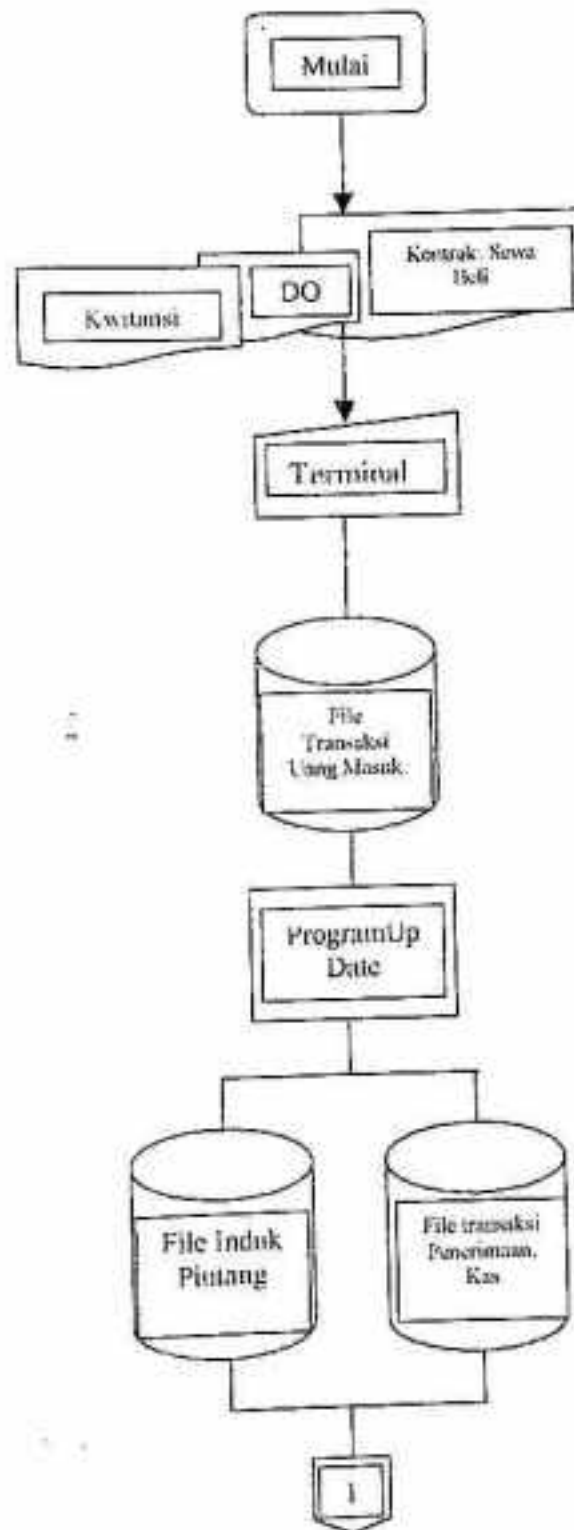 Mulai
Kwitansi
DO
Kontrak. Sewa
Beli
Terminal
File
Transaksi
Uang Masuk.
ProgramUp
Date
File Induk
Piutang
File transaksi
Penerimaan.
Kas
1